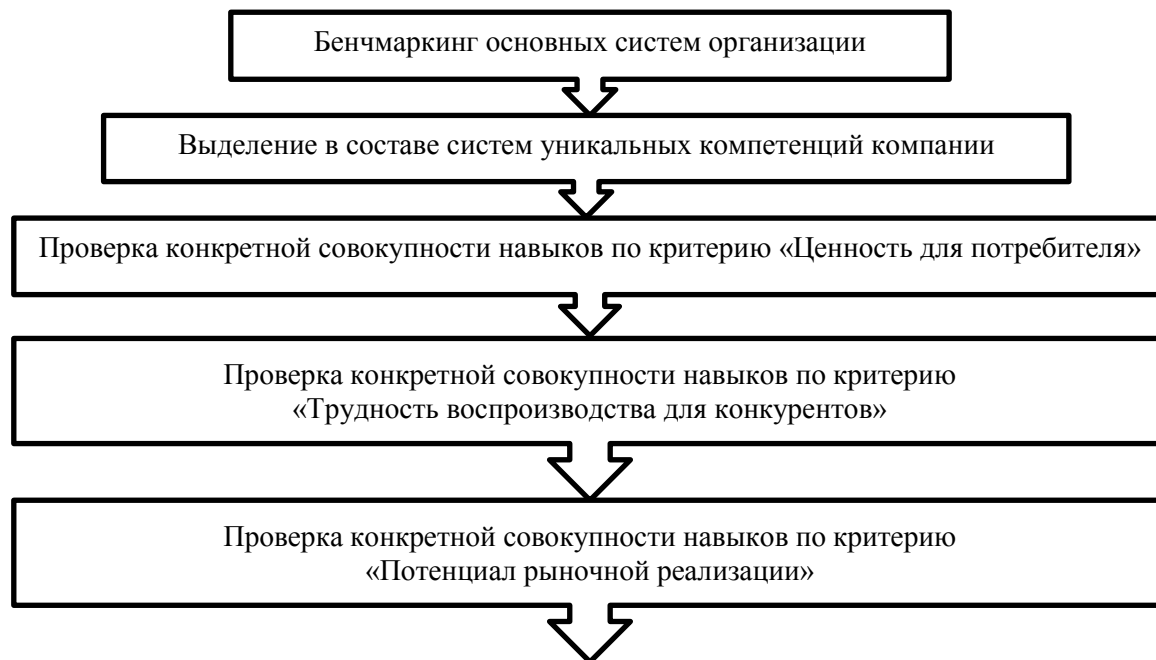 Бенчмаркинг основных систем организации
Выделение в составе систем уникальных компетенций компании
Проверка конкретной совокупности навыков по критерию «Ценность для потребителя»
Проверка конкретной совокупности навыков по критерию
«Трудность воспроизводства для конкурентов»
Проверка конкретной совокупности навыков по критерию
«Потенциал рыночной реализации»